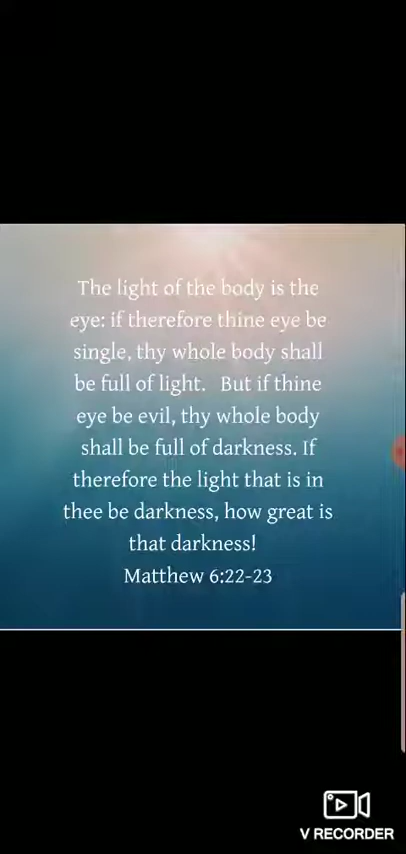 The light of the body is the
eye: if therefore thine eye be
single, thy whole body shall
be full of light. But if thine
eye be evil, thy whole body
shall be full of darkness. If
therefore the light that is in
thee be darkness, how great is
that darkness!
Matthew 6:22-23
V RECORDER